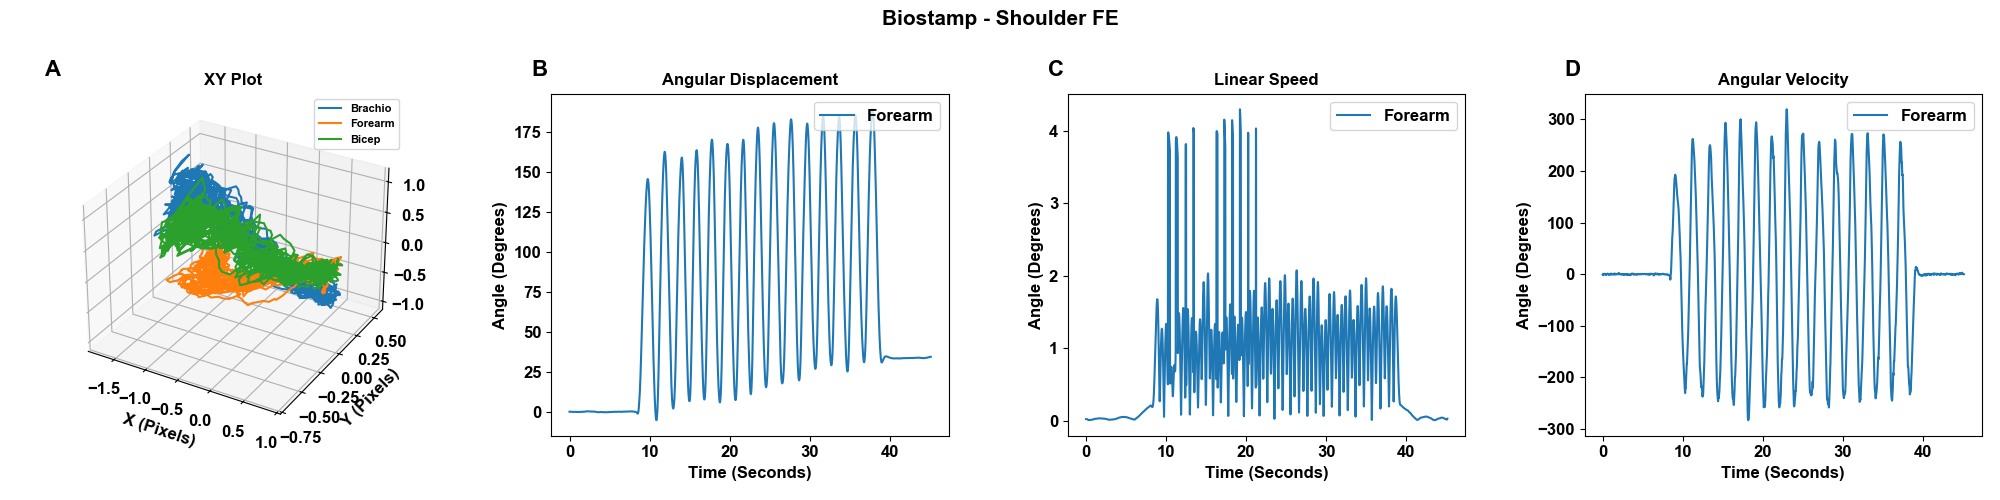 Biostamp - Shoulder FE
A
XY Plot
Brachio
Forearm
Bicep
1.0
0.5
0.0
−0.5
−1.0
0.50
0.25
0.00
−0.25
−0.50
−0.75
Y (Pixels)
−1.5
−1.0
−0.5
0.0
0.5
1.0
X (Pixels)
B
Angular Displacement
Forearm
175
150
125
100
75
50
25
0
Angle (Degrees)
0 10 20 30 40
Time (Seconds)
C
Linear Speed
Forearm
4
3
2
1
0
Angle (Degrees)
0 10 20 30 40
Time (Seconds)
D
Angular Velocity
Forearm
300
200
100
0
−100
−200
−300
Angle (Degrees)
0 10 20 30 40
Time (Seconds)